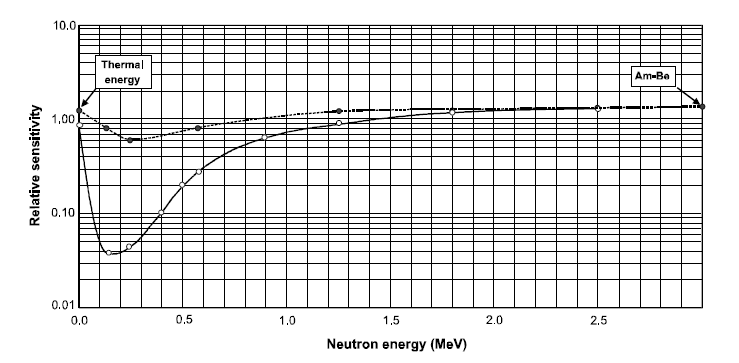 10.0
Thermal
energy
Am-Be
1.00
Relative sensitivity
0.10
0.01
0.0 0.5 1.0 1.5 2.0 2.5
Neutron energy (MeV)